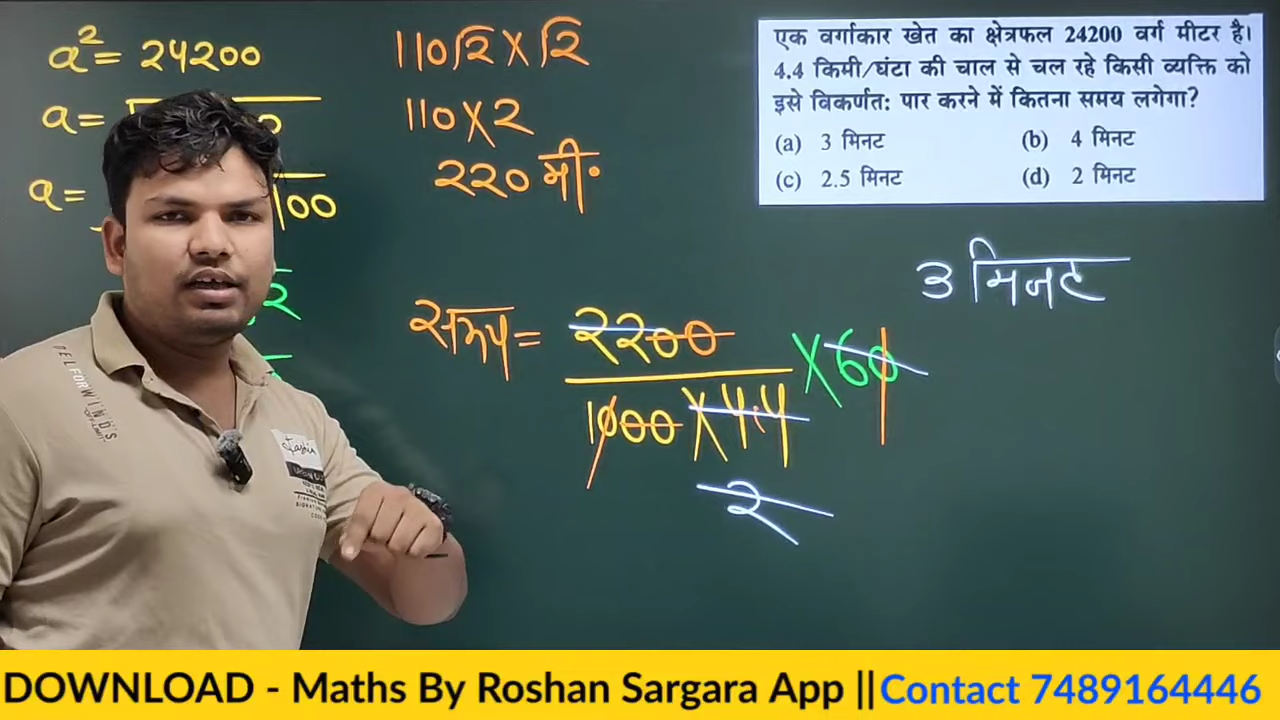 a² = 24200
a =
a =
110√2 × √2
110 × 2
220 मी.
एक वर्गाकार खेत का क्षेत्रफल 24200 वर्ग मीटर है।
4.4 किमी/घंटा की चाल से चल रहे किसी व्यक्ति को
इसे विकर्णत: पार करने में कितना समय लगेगा?
(a) 3 मिनट (b) 4 मिनट
(c) 2.5 मिनट (d) 2 मिनट
3 मिनट
समय = 2200 × 60
1000 × 4.4
2
DELFORWINDS
DOWNLOAD - Maths By Roshan Sargara App ||Contact 7489164446